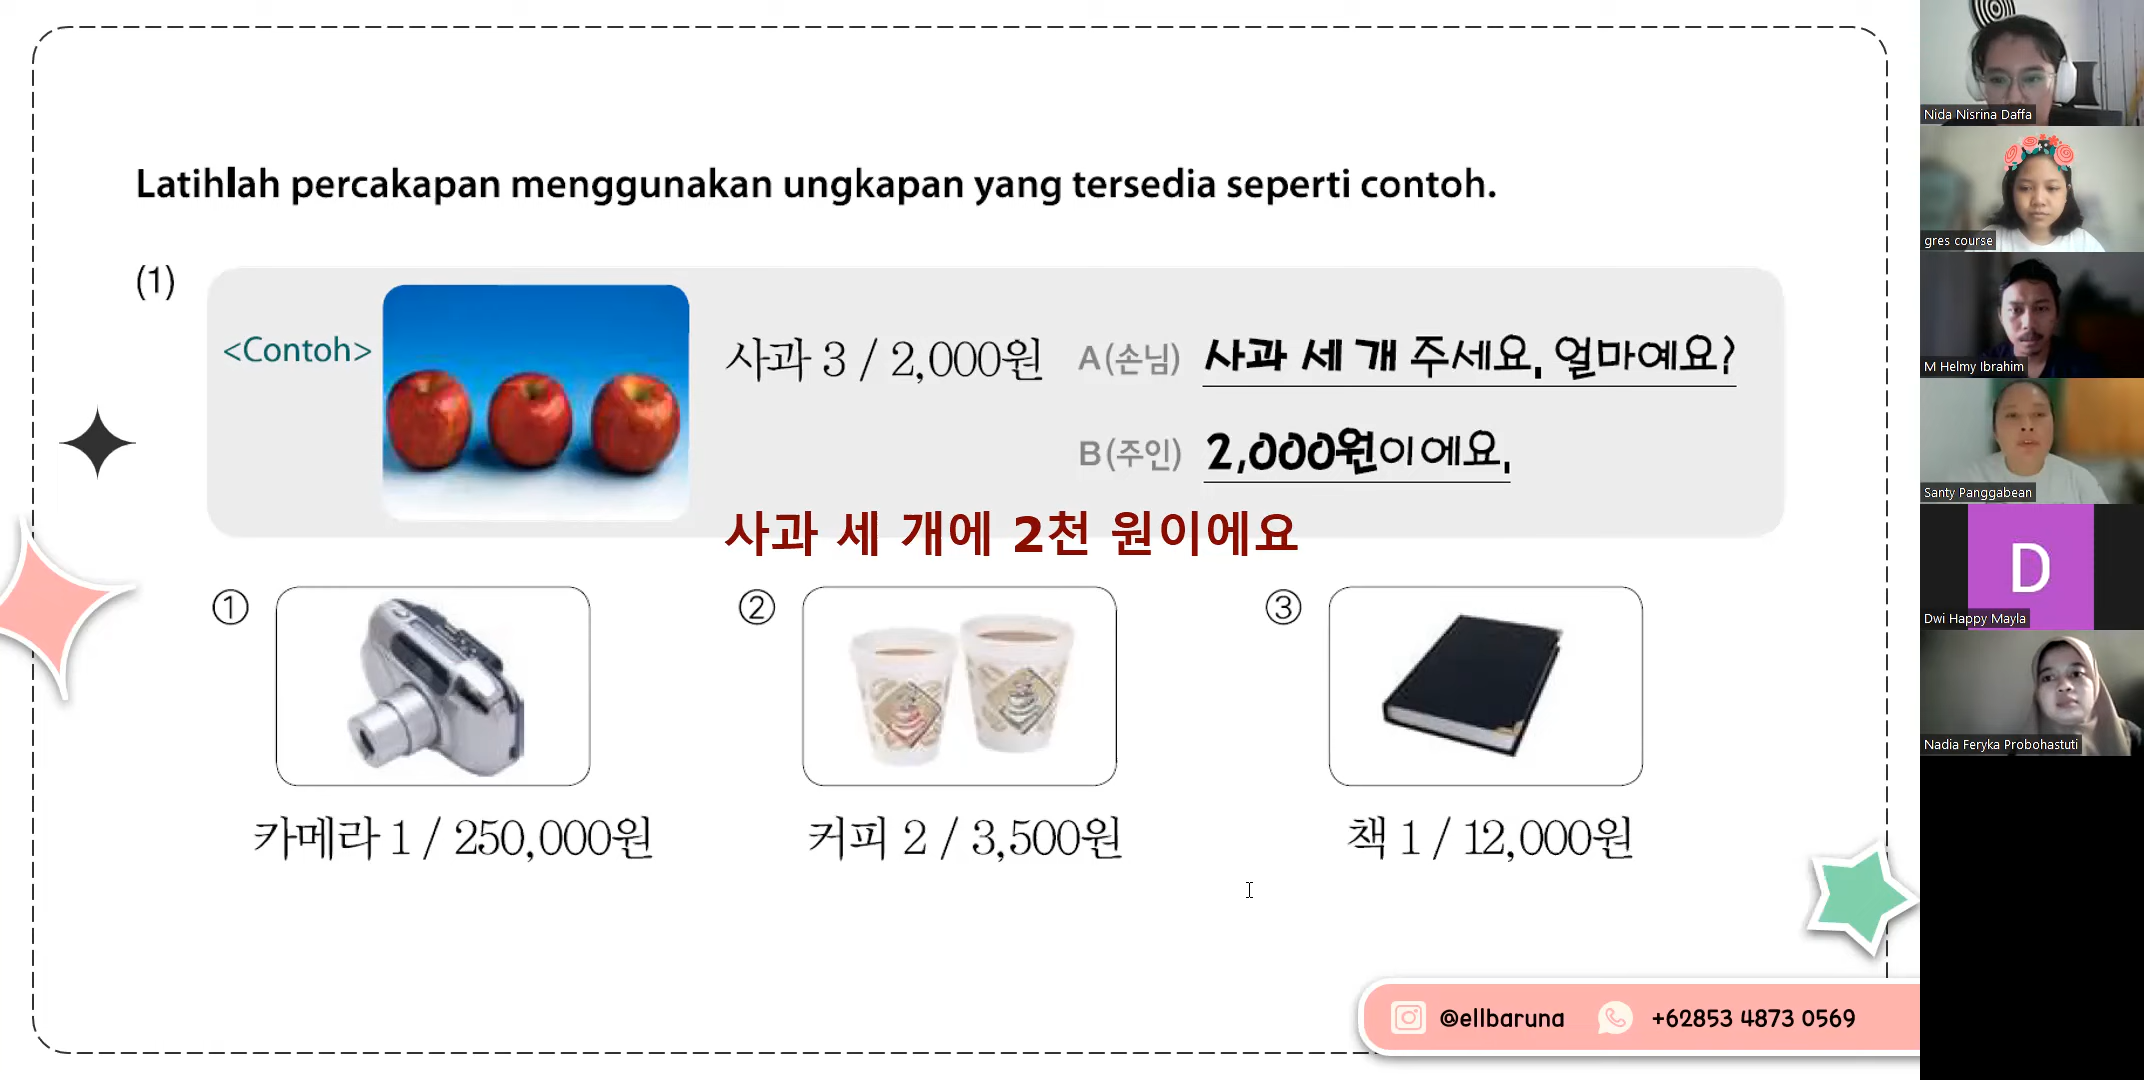 Latihlah percakapan menggunakan ungkapan yang tersedia seperti contoh.
(1)
<Contoh>
사과 3 / 2,000원
A(손님) 사과 세 개 주세요. 얼마예요?
B(주인) 2,000원이에요.
사과 세 개에 2천 원이에요
①
②
③
카메라 1 / 250,000원
커피 2 / 3,500원
책 1 / 12,000원
@ellbaruna
+62853 4873 0569
Nida Nisrina Daffa
gres course
M Helmy Ibrahim
Santy Panggabean
D
Dwi Happy Mayla
Nadia Feryka Probohastuti